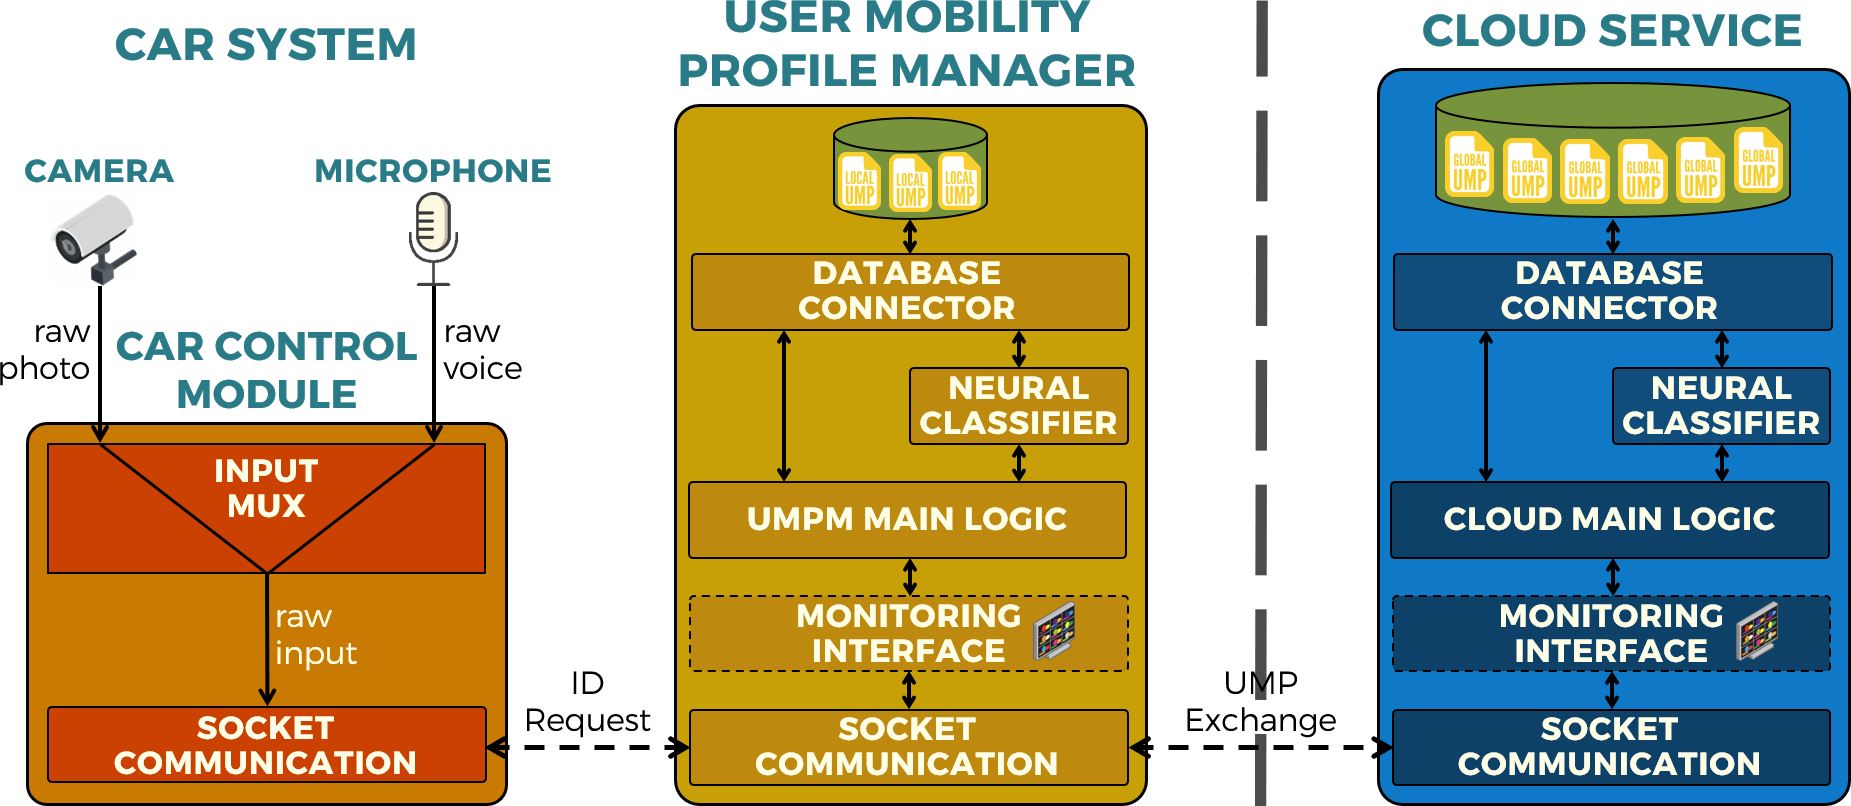 CAR SYSTEM
CAMERA
MICROPHONE
raw
photo
raw
voice
CAR CONTROL
MODULE
INPUT
MUX
raw
input
SOCKET
COMMUNICATION
ID
Request
USER MOBILITY
PROFILE MANAGER
LOCAL
UMP
LOCAL
UMP
LOCAL
UMP
DATABASE
CONNECTOR
NEURAL
CLASSIFIER
UMPM MAIN LOGIC
MONITORING
INTERFACE
SOCKET
COMMUNICATION
UMP
Exchange
CLOUD SERVICE
GLOBAL
UMP
GLOBAL
UMP
GLOBAL
UMP
GLOBAL
UMP
GLOBAL
UMP
GLOBAL
UMP
DATABASE
CONNECTOR
NEURAL
CLASSIFIER
CLOUD MAIN LOGIC
MONITORING
INTERFACE
SOCKET
COMMUNICATION